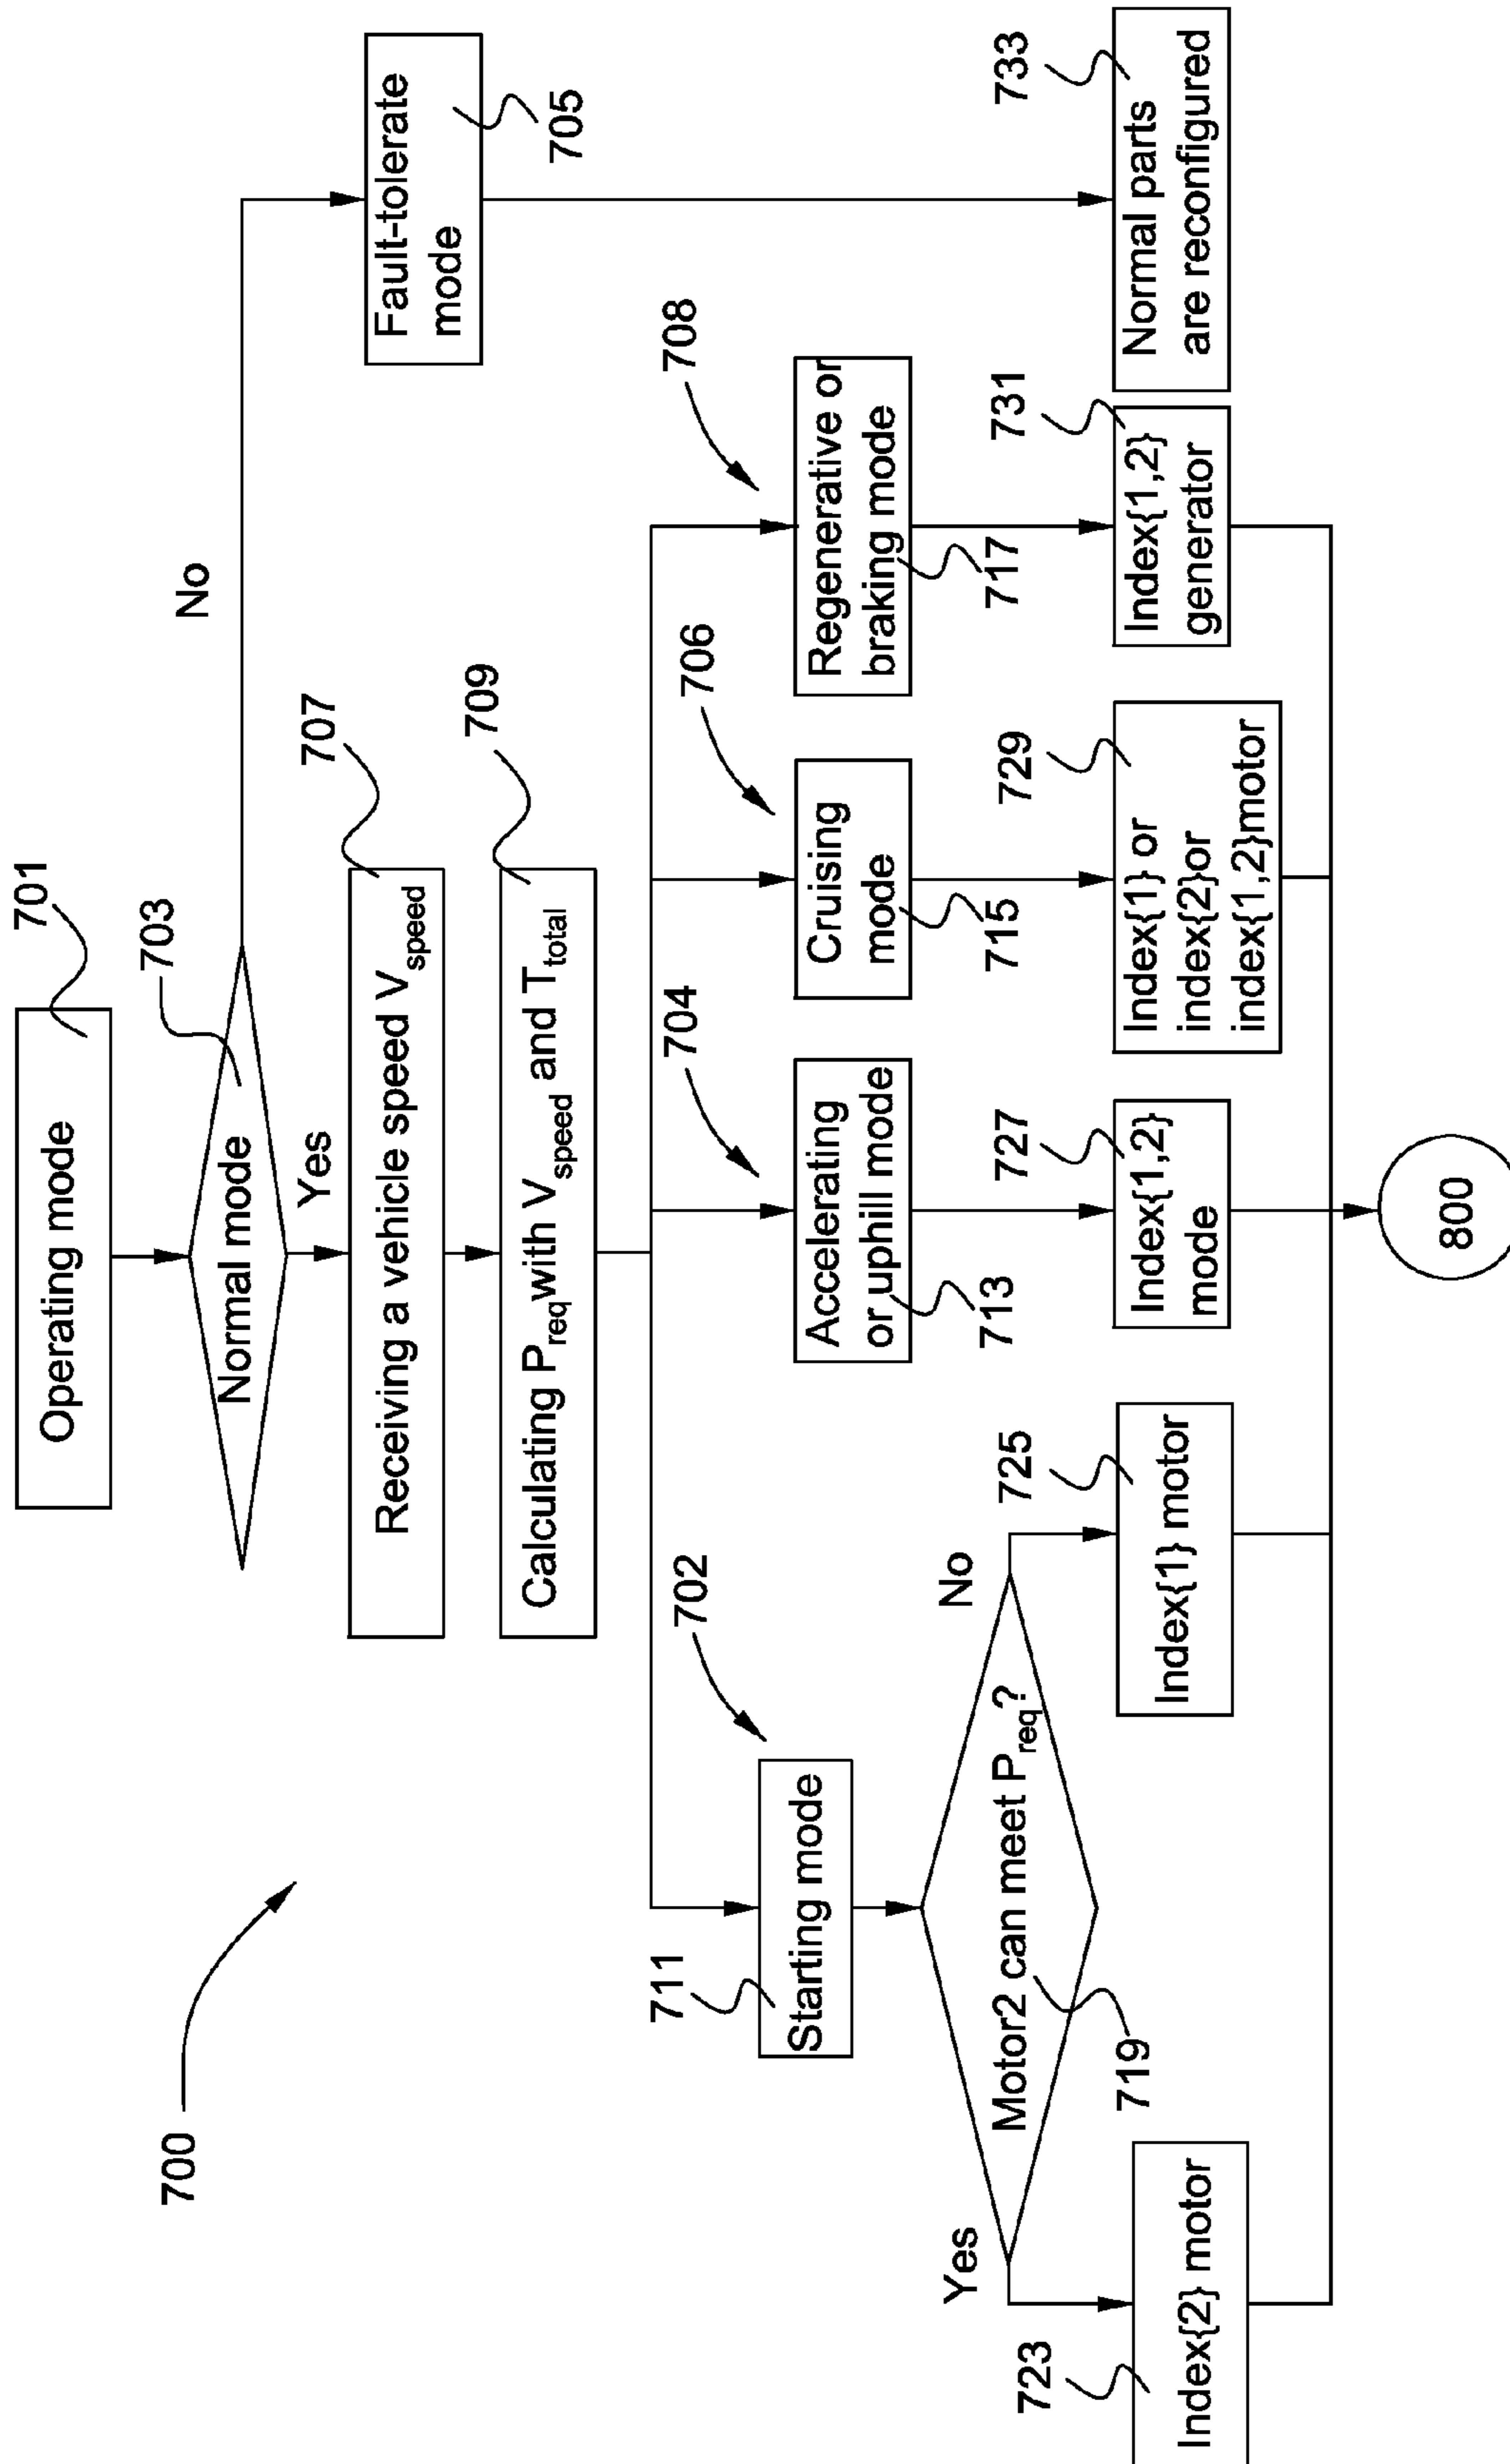 700
Operating mode
701
Normal mode
703
No
Yes
Fault-tolerate
mode
705
Receiving a vehicle speed V_speed
707
Calculating P_req with V_speed and T_total
709
702
704
706
708
711
Starting mode
Accelerating
or uphill mode
713
Cruising
mode
715
Regenerative or
braking mode
717
Yes
Motor2 can meet P_req?
719
No
723
Index{2} motor
725
Index{1} motor
727
Index{1,2}
mode
729
Index{1} or
index{2}or
index{1,2}motor
731
Index{1,2}
generator
733
Normal parts
are reconfigured
800